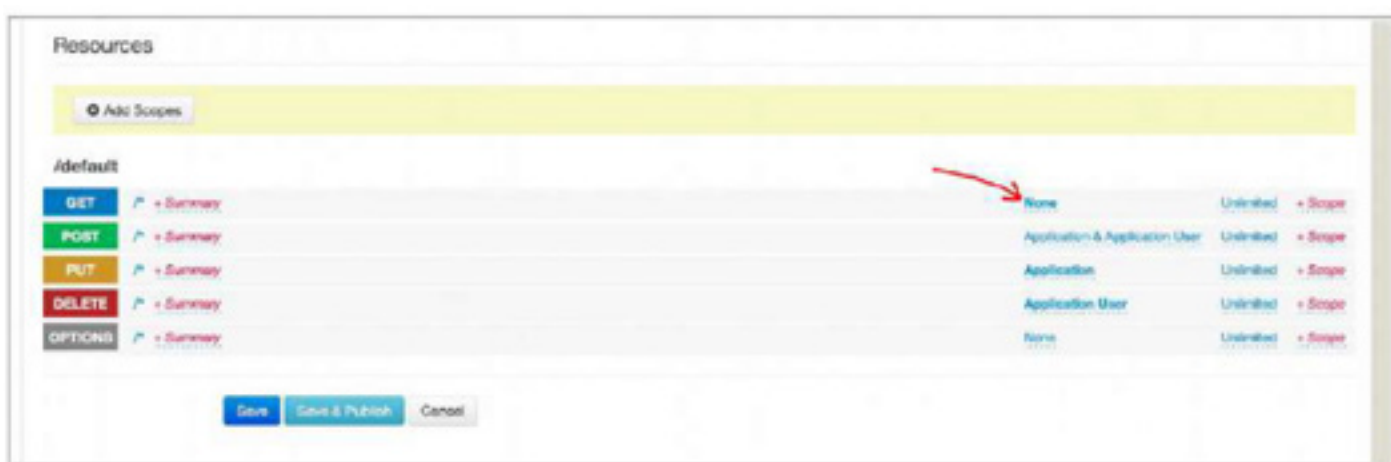 Resources
Add Scopes
/default
GET /* + Summary None Unlimited + Scope
POST /* + Summary Application & Application User Unlimited + Scope
PUT /* + Summary Application Unlimited + Scope
DELETE /* + Summary Application User Unlimited + Scope
OPTIONS /* + Summary None Unlimited + Scope
Save Save & Publish Cancel